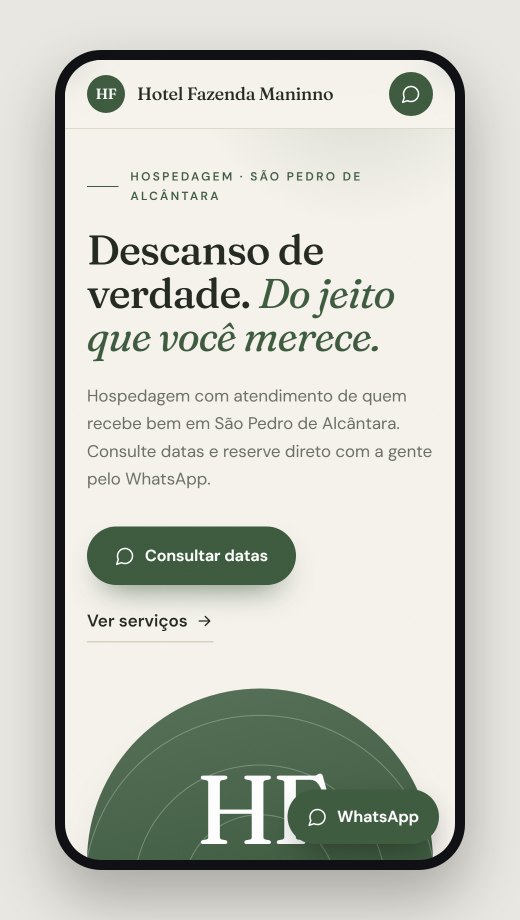 HF Hotel Fazenda Maninno
HOSPEDAGEM · SÃO PEDRO DE
ALCÂNTARA
Descanso de
verdade. Do jeito
que você merece.
Hospedagem com atendimento de quem
recebe bem em São Pedro de Alcântara.
Consulte datas e reserve direto com a gente
pelo WhatsApp.
Consultar datas
Ver serviços →
HF
WhatsApp